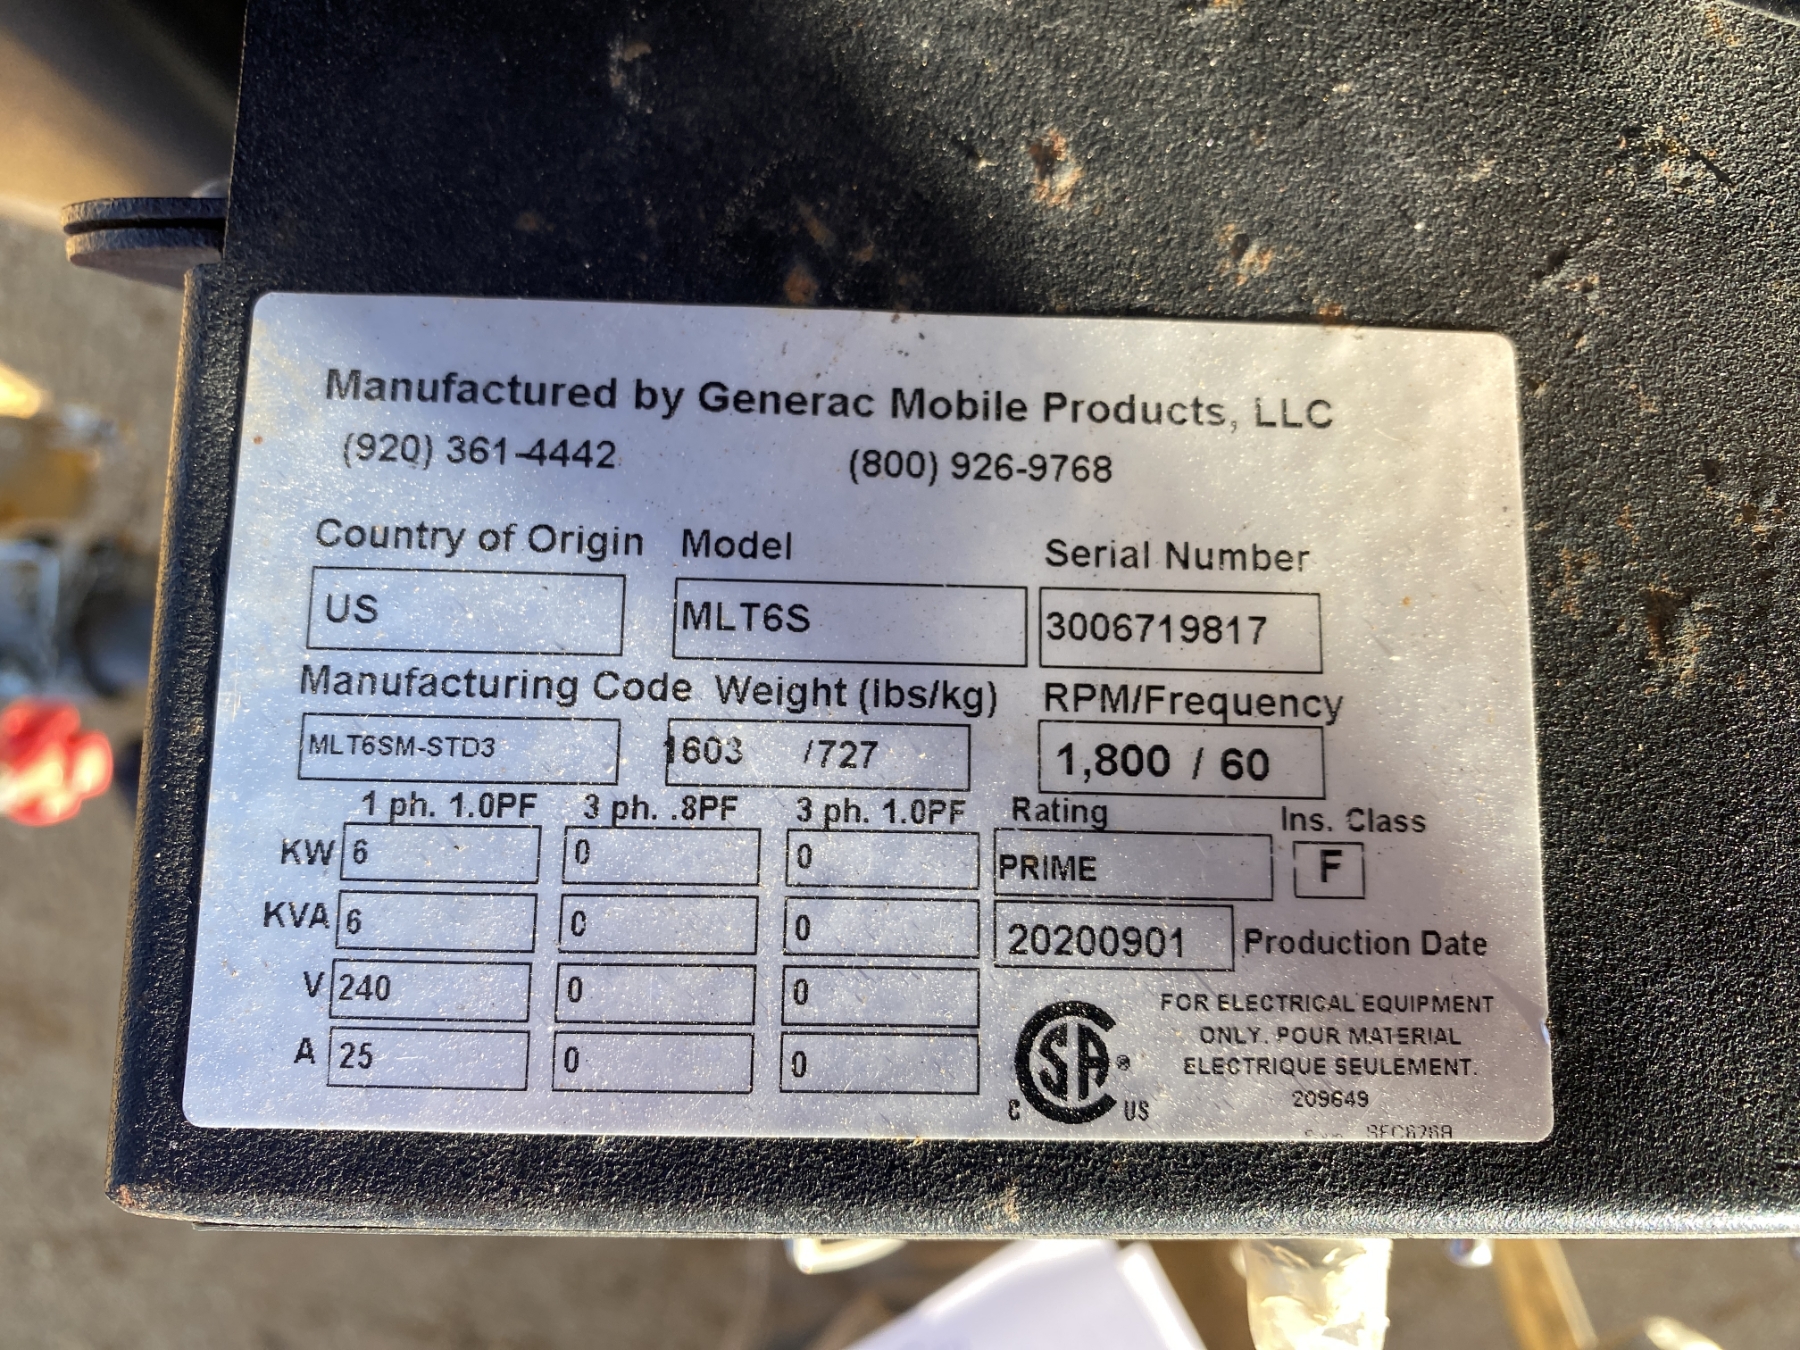 Manufactured by Generac Mobile Products, LLC
(920) 361-4442 (800) 926-9768
Country of Origin Model Serial Number
US MLT6S 3006719817
Manufacturing Code Weight (lbs/kg) RPM/Frequency
MLT6SM-STD3 1603 /727 1,800 / 60
1 ph. 1.0PF 3 ph. .8PF 3 ph. 1.0PF Rating Ins. Class
KW 6 0 0 PRIME F
KVA 6 0 0 20200901 Production Date
V 240 0 0
A 25 0 0
CSA ® C US
FOR ELECTRICAL EQUIPMENT
ONLY. POUR MATERIAL
ELECTRIQUE SEULEMENT.
209649